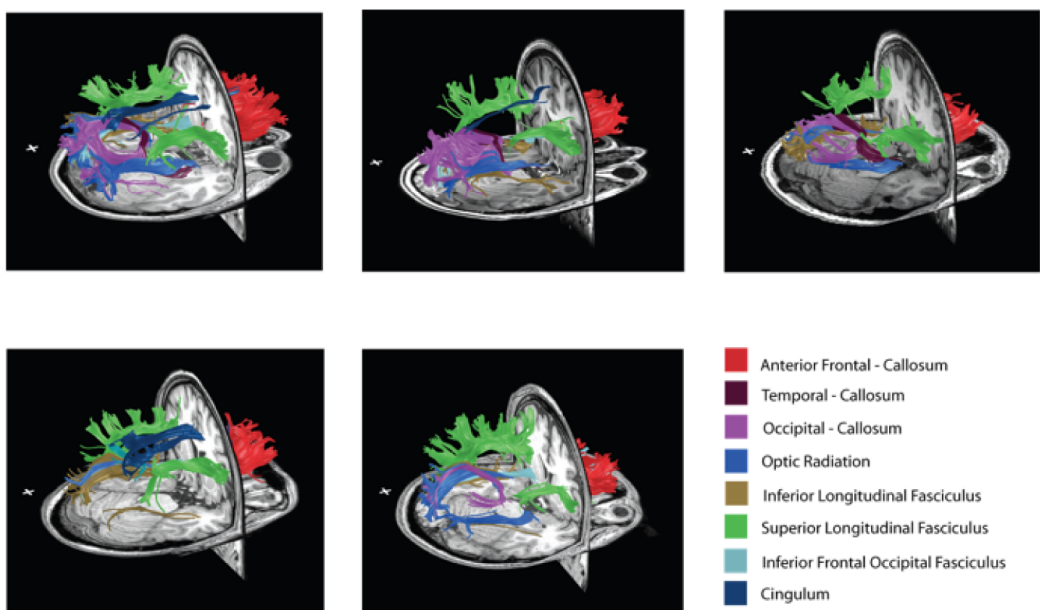 Anterior Frontal - Callosum
Temporal - Callosum
Occipital - Callosum
Optic Radiation
Inferior Longitudinal Fasciculus
Superior Longitudinal Fasciculus
Inferior Frontal Occipital Fasciculus
Cingulum